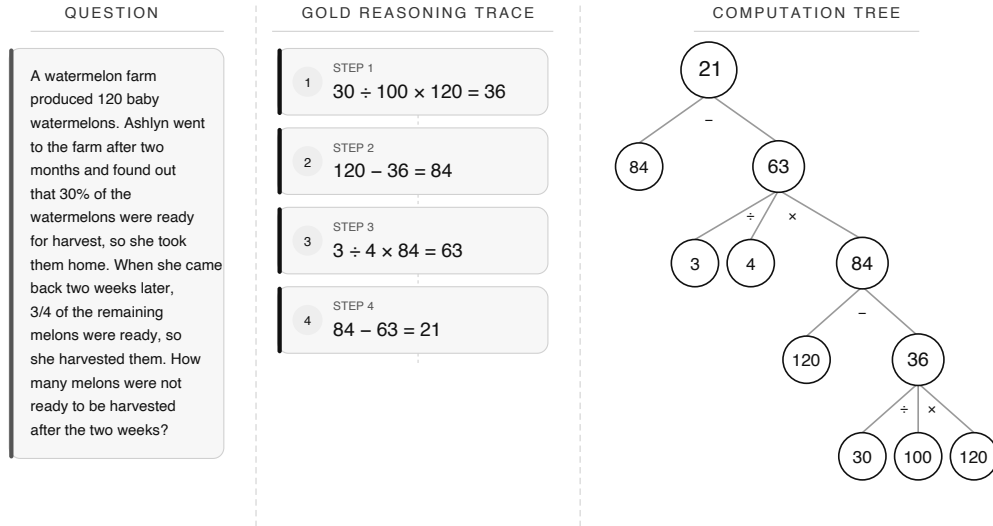 QUESTION
A watermelon farm
produced 120 baby
watermelons. Ashlyn went
to the farm after two
months and found out
that 30% of the
watermelons were ready
for harvest, so she took
them home. When she came
back two weeks later,
3/4 of the remaining
melons were ready, so
she harvested them. How
many melons were not
ready to be harvested
after the two weeks?
GOLD REASONING TRACE
1
STEP 1
30 ÷ 100 × 120 = 36
2
STEP 2
120 − 36 = 84
3
STEP 3
3 ÷ 4 × 84 = 63
4
STEP 4
84 − 63 = 21
COMPUTATION TREE
21
−
84 63
÷ ×
3 4 84
−
120 36
÷ ×
30 100 120